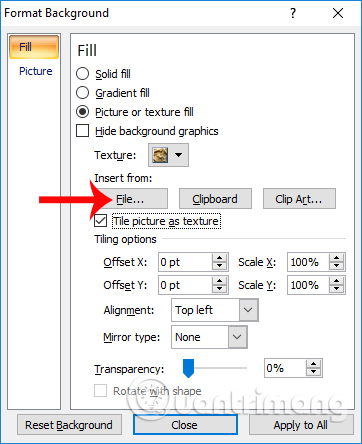 Format Background
Fill
Picture
Fill
Solid fill
Gradient fill
Picture or texture fill
Hide background graphics
Texture:
Insert from:
File... Clipboard Clip Art...
Tile picture as texture
Tiling options
Offset X: 0 pt Scale X: 100%
Offset Y: 0 pt Scale Y: 100%
Alignment: Top left
Mirror type: None
Transparency: 0%
Rotate with shape
Quantrimang
Reset Background Close Apply to All